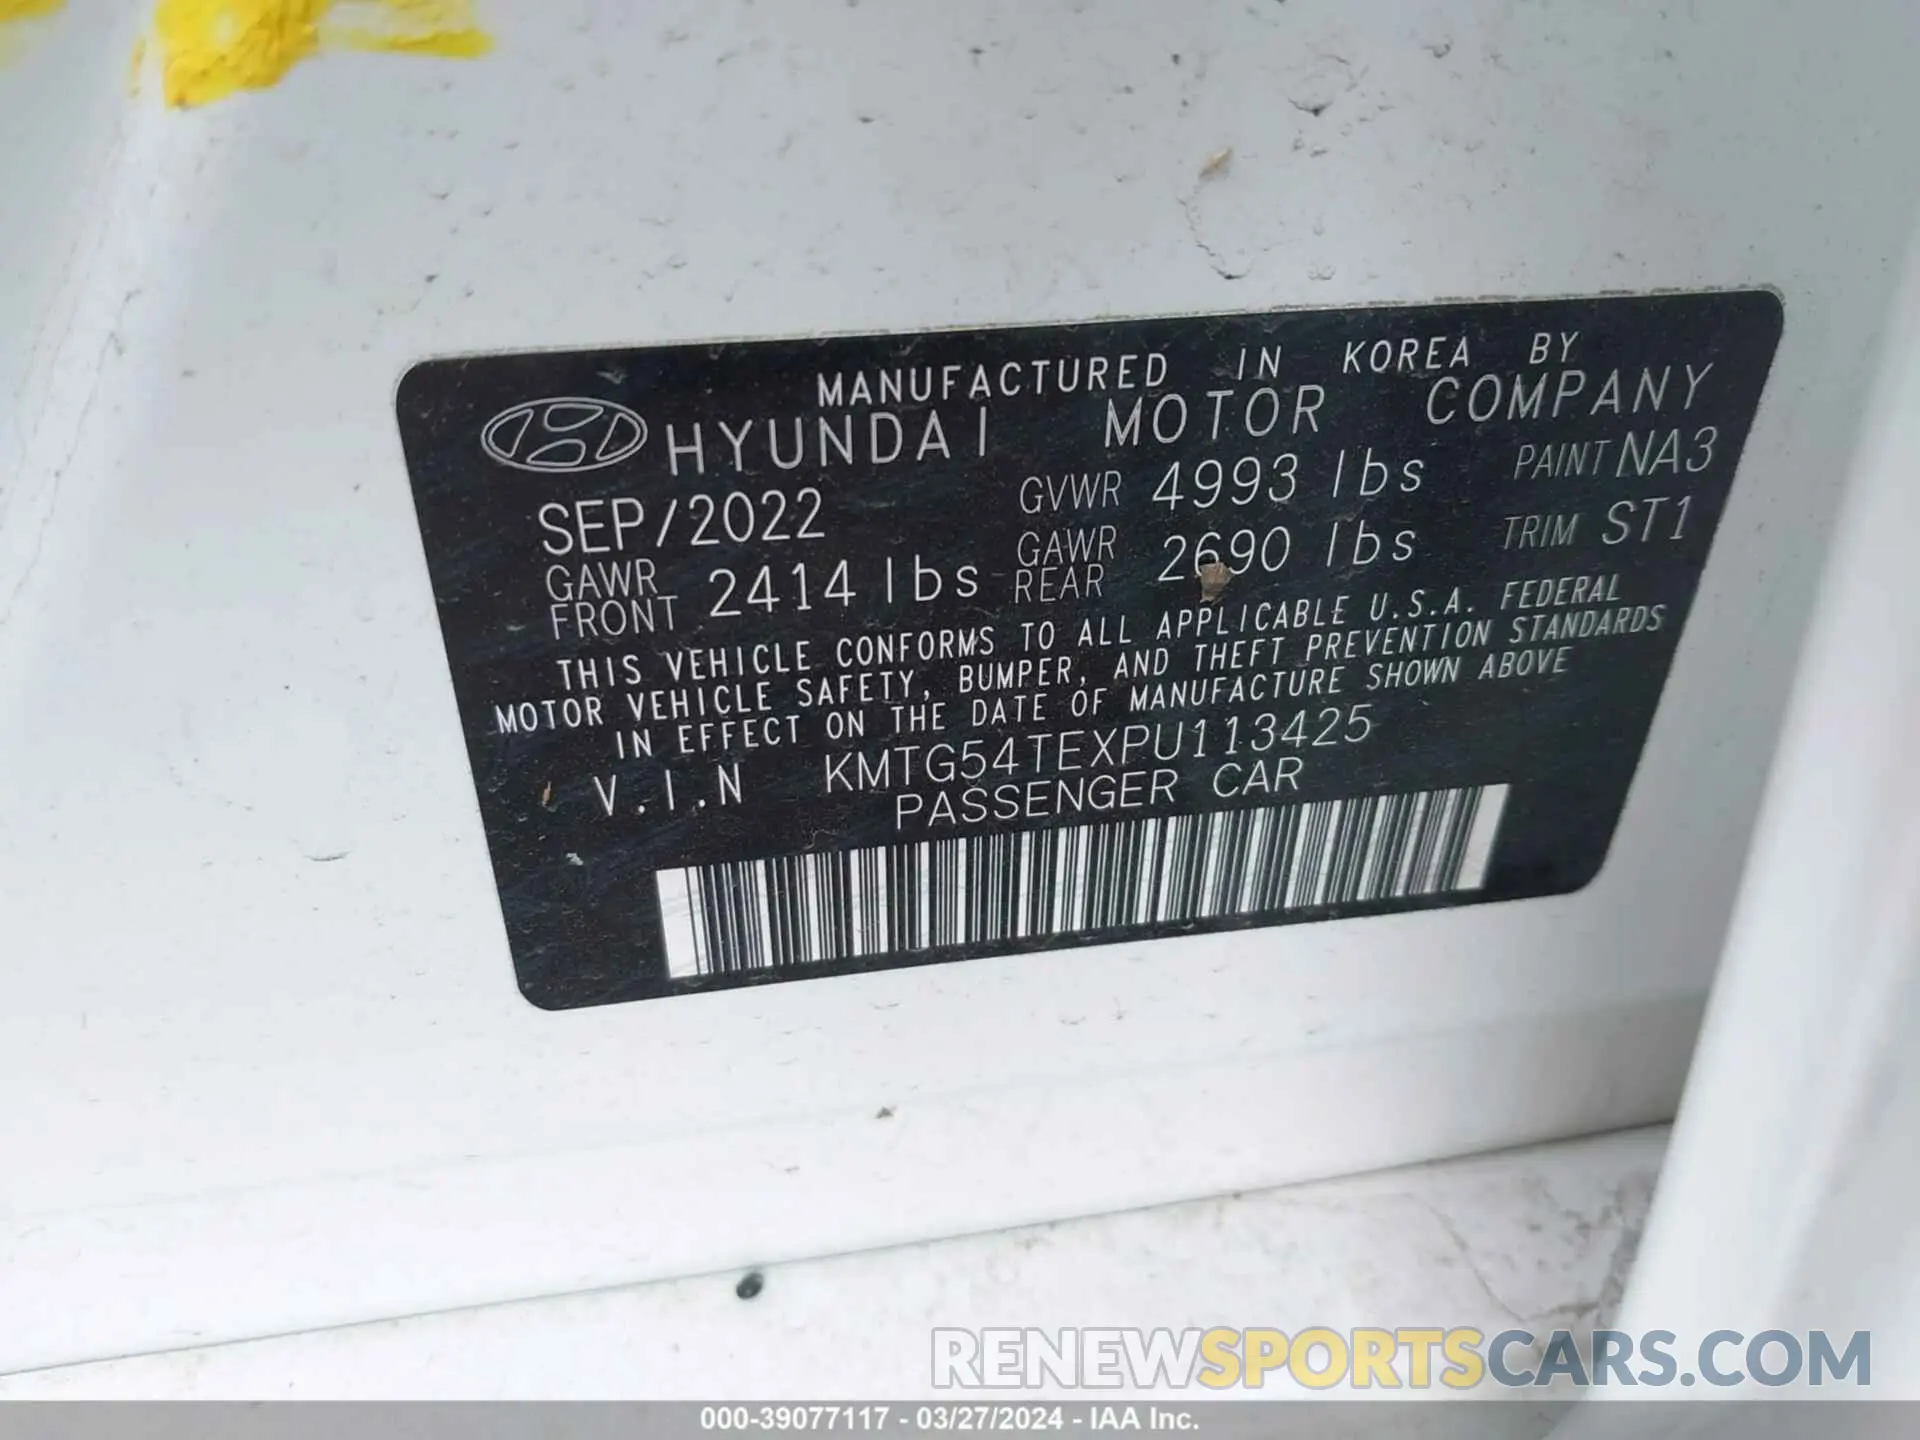 MANUFACTURED IN KOREA BY
HYUNDAI MOTOR COMPANY
SEP/2022 GVWR 4993 lbs PAINT NA3
GAWR FRONT 2414 lbs GAWR REAR 2690 lbs TRIM ST1
THIS VEHICLE CONFORMS TO ALL APPLICABLE U.S.A. FEDERAL
MOTOR VEHICLE SAFETY, BUMPER, AND THEFT PREVENTION STANDARDS
IN EFFECT ON THE DATE OF MANUFACTURE SHOWN ABOVE
V.I.N KMTG54TEXPU113425
PASSENGER CAR
RENEWSPORTSCARS.COM
000-39077117 - 03/27/2024 - IAA Inc.